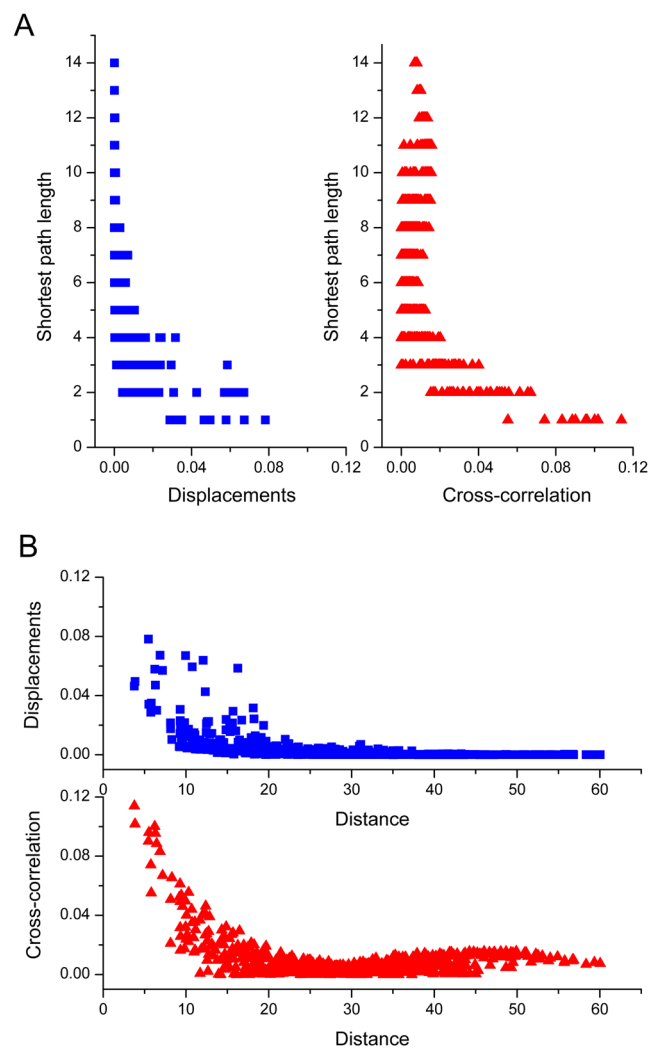 A
Shortest path length
14
12
10
8
6
4
2
0
0.00 0.04 0.08 0.12
Displacements
Shortest path length
14
12
10
8
6
4
2
0
0.00 0.04 0.08 0.12
Cross-correlation
B
Displacements
0.12
0.08
0.04
0.00
0 10 20 30 40 50 60
Distance
Cross-correlation
0.12
0.08
0.04
0.00
0 10 20 30 40 50 60
Distance